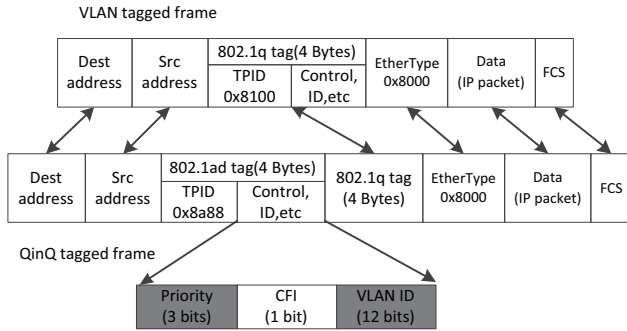 VLAN tagged frame
Dest
address
Src
address
802.1q tag(4 Bytes)
TPID
0x8100
Control,
ID,etc
EtherType
0x8000
Data
(IP packet)
FCS
Dest
address
Src
address
802.1ad tag(4 Bytes)
TPID
0x8a88
Control,
ID,etc
802.1q tag
(4 Bytes)
EtherType
0x8000
Data
(IP packet)
FCS
QinQ tagged frame
Priority
(3 bits)
CFI
(1 bit)
VLAN ID
(12 bits)